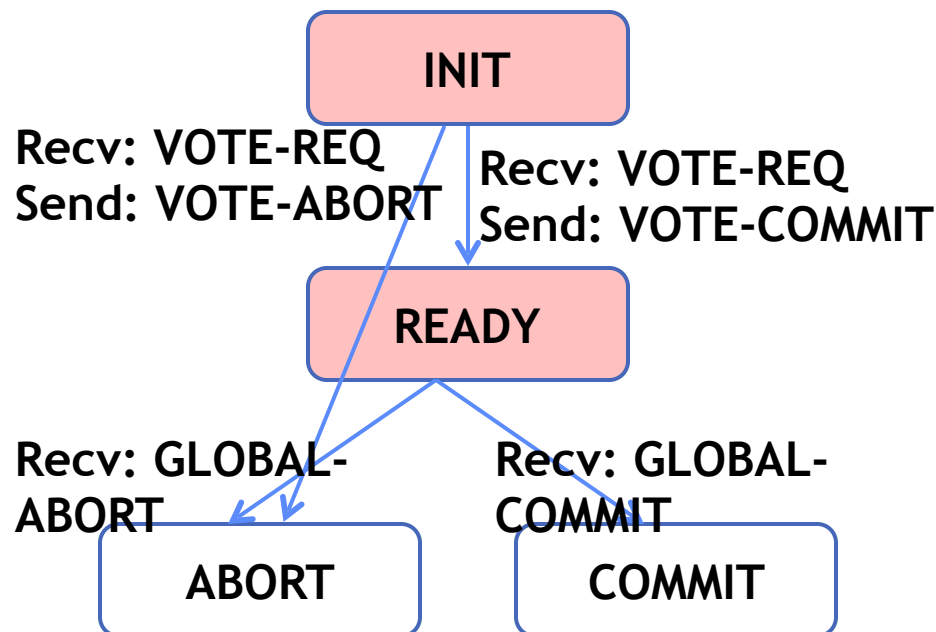 INIT
Recv: VOTE-REQ
Send: VOTE-ABORT
Recv: VOTE-REQ
Send: VOTE-COMMIT
READY
Recv: GLOBAL-
ABORT
Recv: GLOBAL-
COMMIT
ABORT
COMMIT